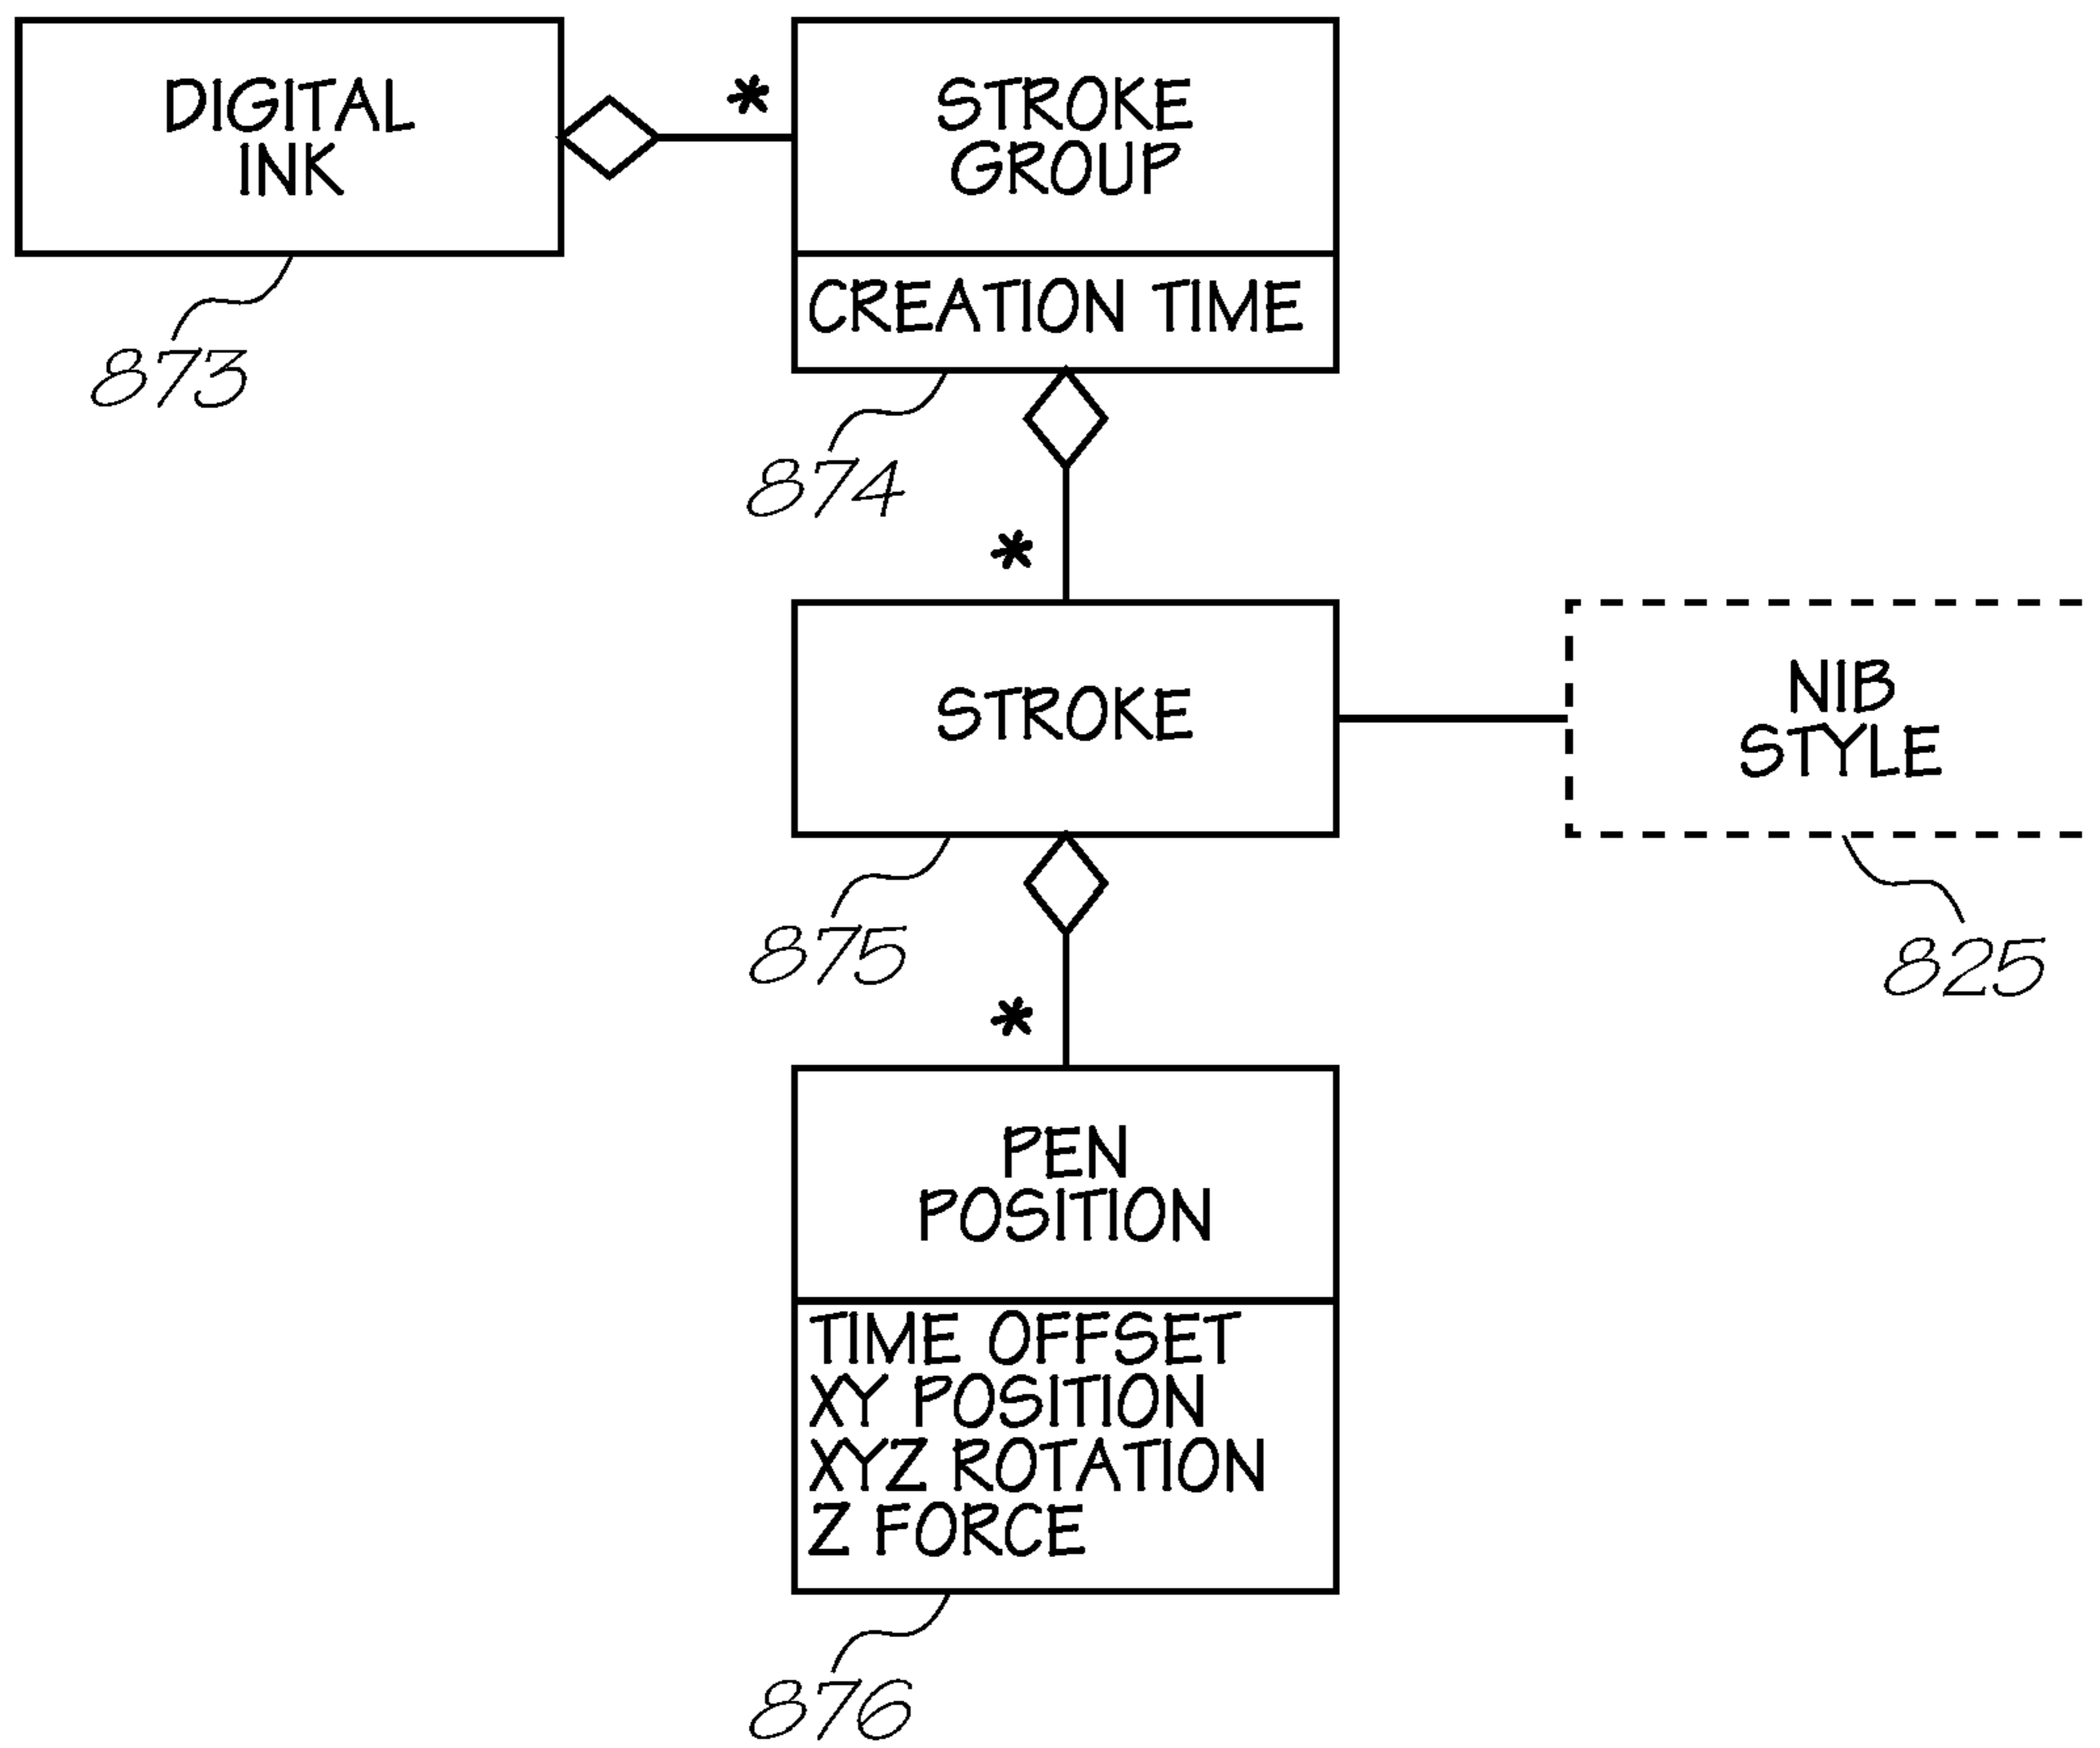 DIGITAL
INK
*
STROKE
GROUP
CREATION TIME
873
874
*
STROKE
NIB
STYLE
875
825
*
PEN
POSITION
TIME OFFSET
XY POSITION
XYZ ROTATION
Z FORCE
876